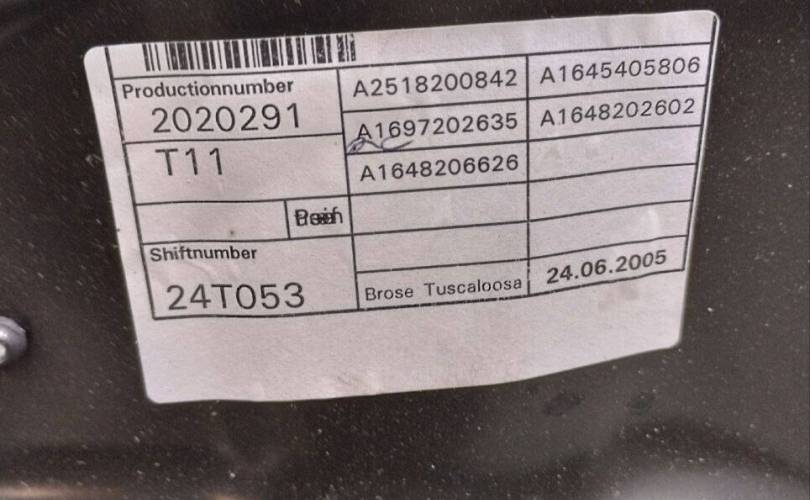 Productionnumber
2020291
T11
A2518200842 A1645405806
A1697202635 A1648202602
A1648206626
Shiftnumber
24T053
Brose Tuscaloosa 24.06.2005